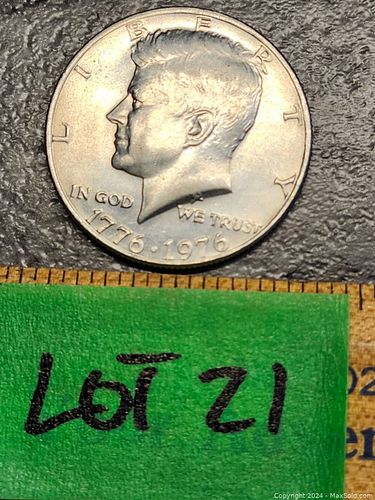 LIBERTY
IN GOD
WE TRUST
1776·1976
LOT 21
Copyright 2024 - MaxSold.com